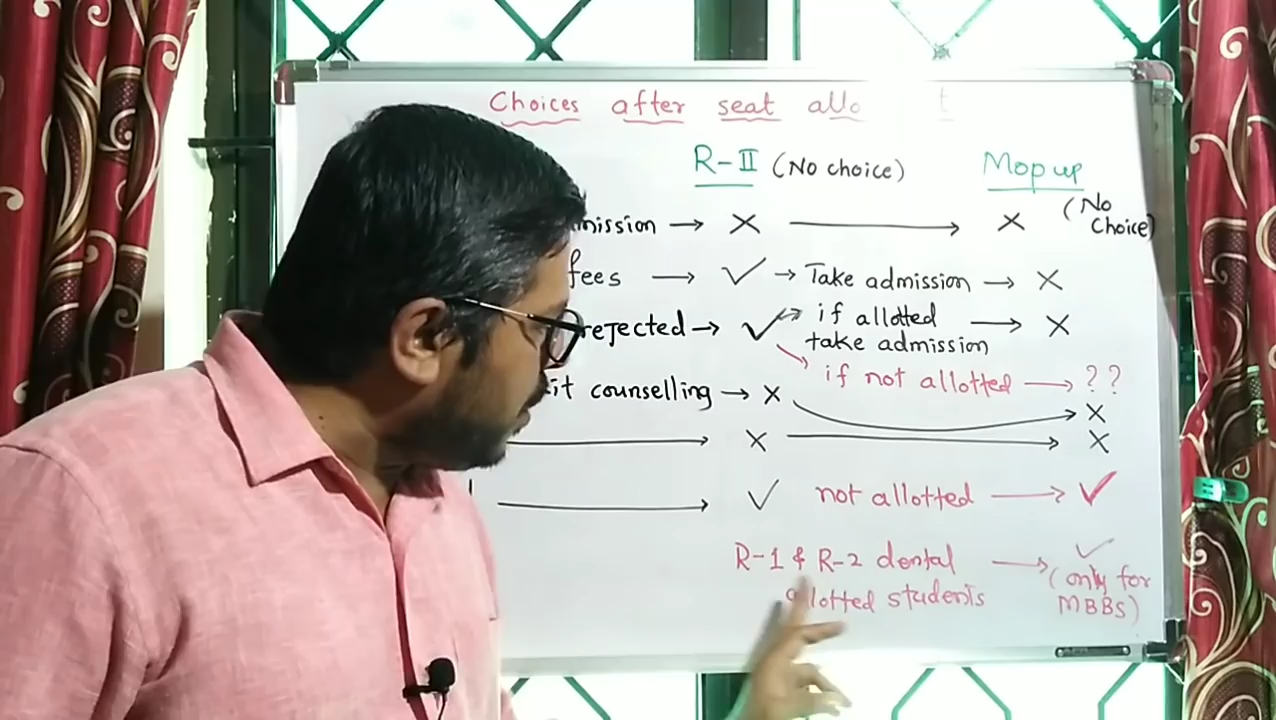 Choices after seat allo t
R-II (No choice) Mop up
(No Choice)
mission → X → X
fees → ✓ → Take admission → X
rejected → ✓ → if allotted take admission → X
if not allotted → ??
it counselling → X → X
→ X → X
→ ✓ not allotted → ✓
R-1 & R-2 dental → ✓
allotted students (only for
MBBS)